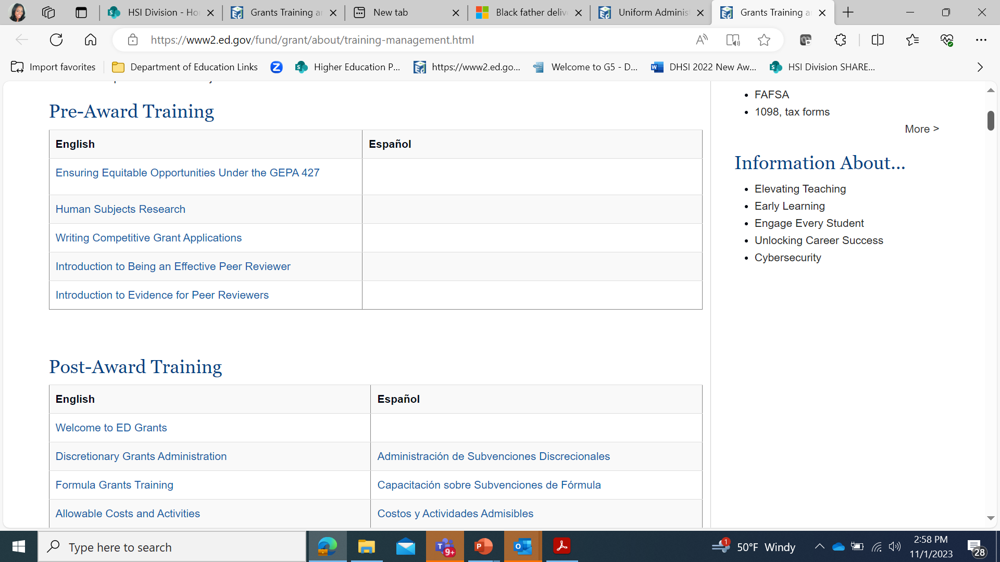 HSI Division - Ho
Grants Training a
New tab
Black father deliv
Uniform Adminis
Grants Training a
https://www2.ed.gov/fund/grant/about/training-management.html
Import favorites
Department of Education Links
Higher Education P...
https://www2.ed.go...
Welcome to G5 - D...
DHSI 2022 New Aw...
HSI Division SHARE...
Pre-Award Training
English Español
Ensuring Equitable Opportunities Under the GEPA 427
Human Subjects Research
Writing Competitive Grant Applications
Introduction to Being an Effective Peer Reviewer
Introduction to Evidence for Peer Reviewers
Post-Award Training
English Español
Welcome to ED Grants
Discretionary Grants Administration Administración de Subvenciones Discrecionales
Formula Grants Training Capacitación sobre Subvenciones de Fórmula
Allowable Costs and Activities Costos y Actividades Admisibles
FAFSA
1098, tax forms
More >
Information About...
Elevating Teaching
Early Learning
Engage Every Student
Unlocking Career Success
Cybersecurity
Type here to search
9+
1
50°F Windy
2:58 PM
11/1/2023
28